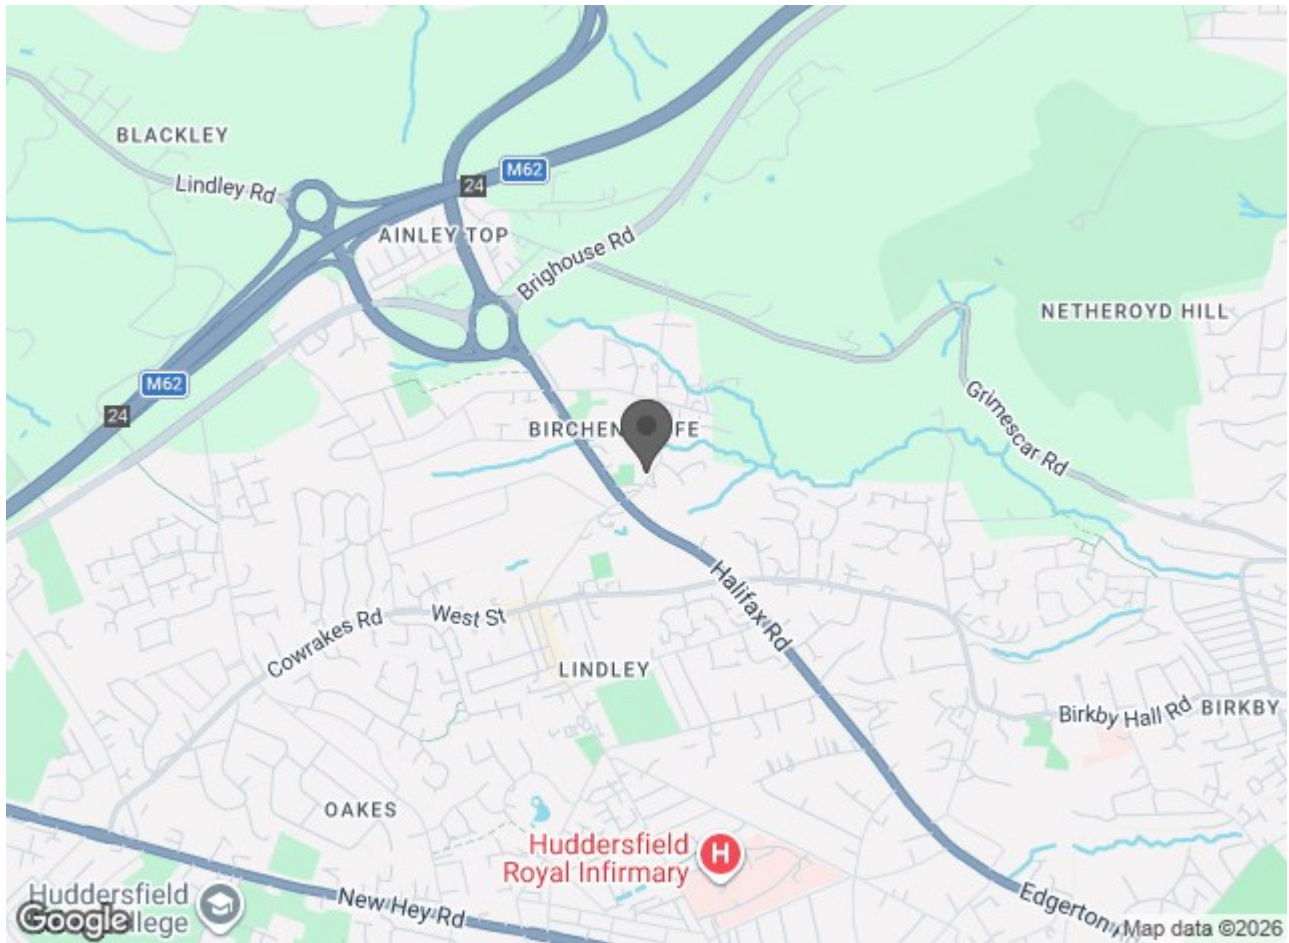 BLACKLEY
Lindley Rd
24
M62
AINLEY TOP
Brighouse Rd
NETHEROYD HILL
M62
24
Grimescar Rd
Halifax Rd
West St
Cowrakes Rd
LINDLEY
Birkby Hall Rd
BIRKBY
OAKES
Huddersfield
Royal Infirmary
H
Huddersfield
New Hey Rd
Edgerton
Google
Map data ©2026